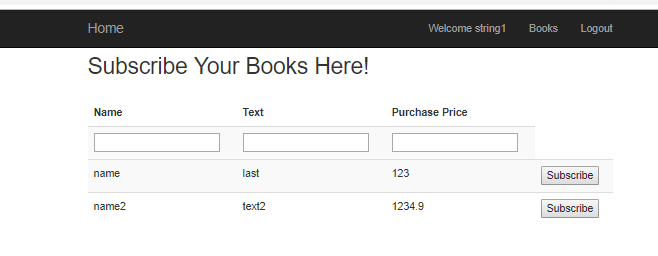 Home Welcome string1 Books Logout
Subscribe Your Books Here!
Name Text Purchase Price
name last 123 Subscribe
name2 text2 1234.9 Subscribe